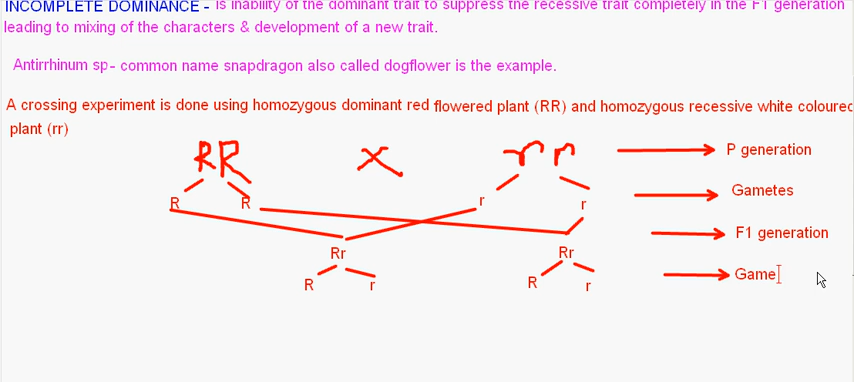 INCOMPLETE DOMINANCE - is inability of the dominant trait to suppress the recessive trait completely in the F1 generation
leading to mixing of the characters & development of a new trait.
Antirrhinum sp- common name snapdragon also called dogflower is the example.
A crossing experiment is done using homozygous dominant red flowered plant (RR) and homozygous recessive white coloured
plant (rr)
RR x rr P generation
R R r r Gametes
F1 generation
Rr Rr
R r R r Game